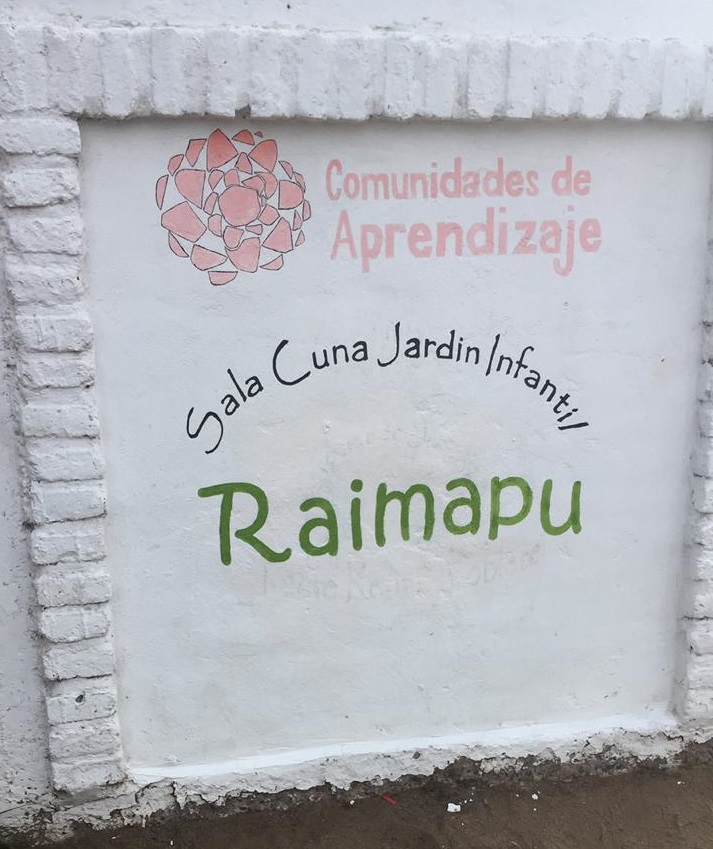 Comunidades de
Aprendizaje
Sala Cuna Jardin Infantil
Raimapu